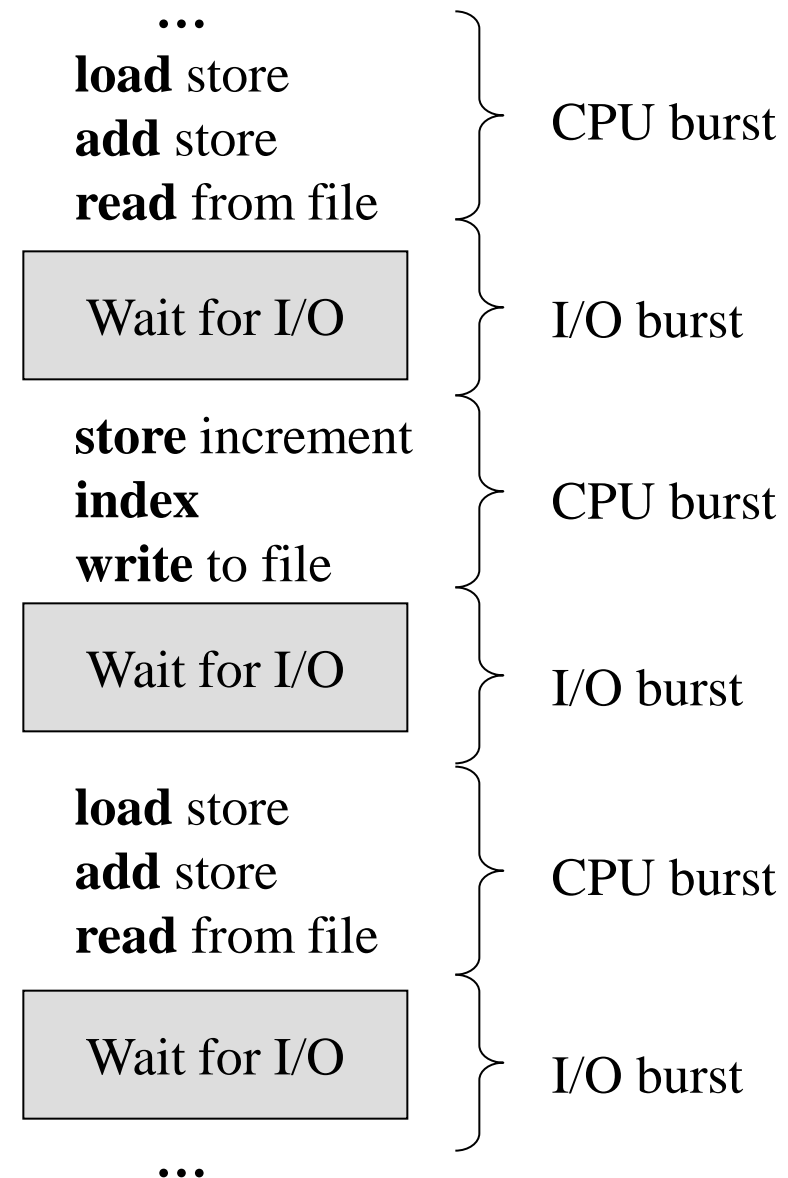 ...
load store
add store
read from file
CPU burst
Wait for I/O
I/O burst
store increment
index
write to file
CPU burst
Wait for I/O
I/O burst
load store
add store
read from file
CPU burst
Wait for I/O
I/O burst
...